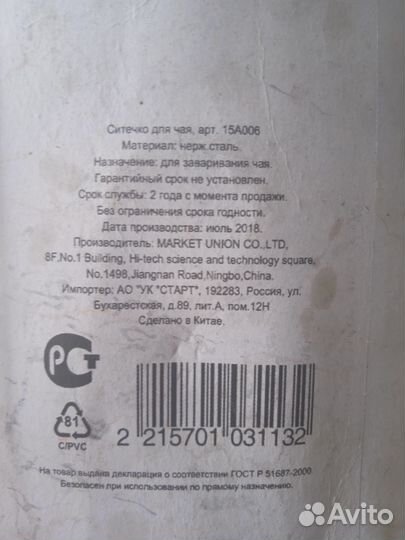 Ситечко для чая, арт. 15A006
Материал: нерж.сталь.
Назначение: для заваривания чая.
Гарантийный срок не установлен.
Срок службы: 2 года с момента продажи.
Без ограничения срока годности.
Дата производства: июль 2018.
Производитель: MARKET UNION CO.,LTD,
8F,No.1 Building, Hi-tech science and technology square,
No.1498,Jiangnan Road,Ningbo,China.
Импортер: АО "УК "СТАРТ", 192283, Россия, ул.
Бухарестская, д.89, лит.А, пом.12Н
Сделано в Китае.
РСТ
81
C/PVC
2 215701 031132
На товар выдана декларация о соответствии ГОСТ Р 51687-2000.
Безопасен при использовании по прямому назначению.
Avito